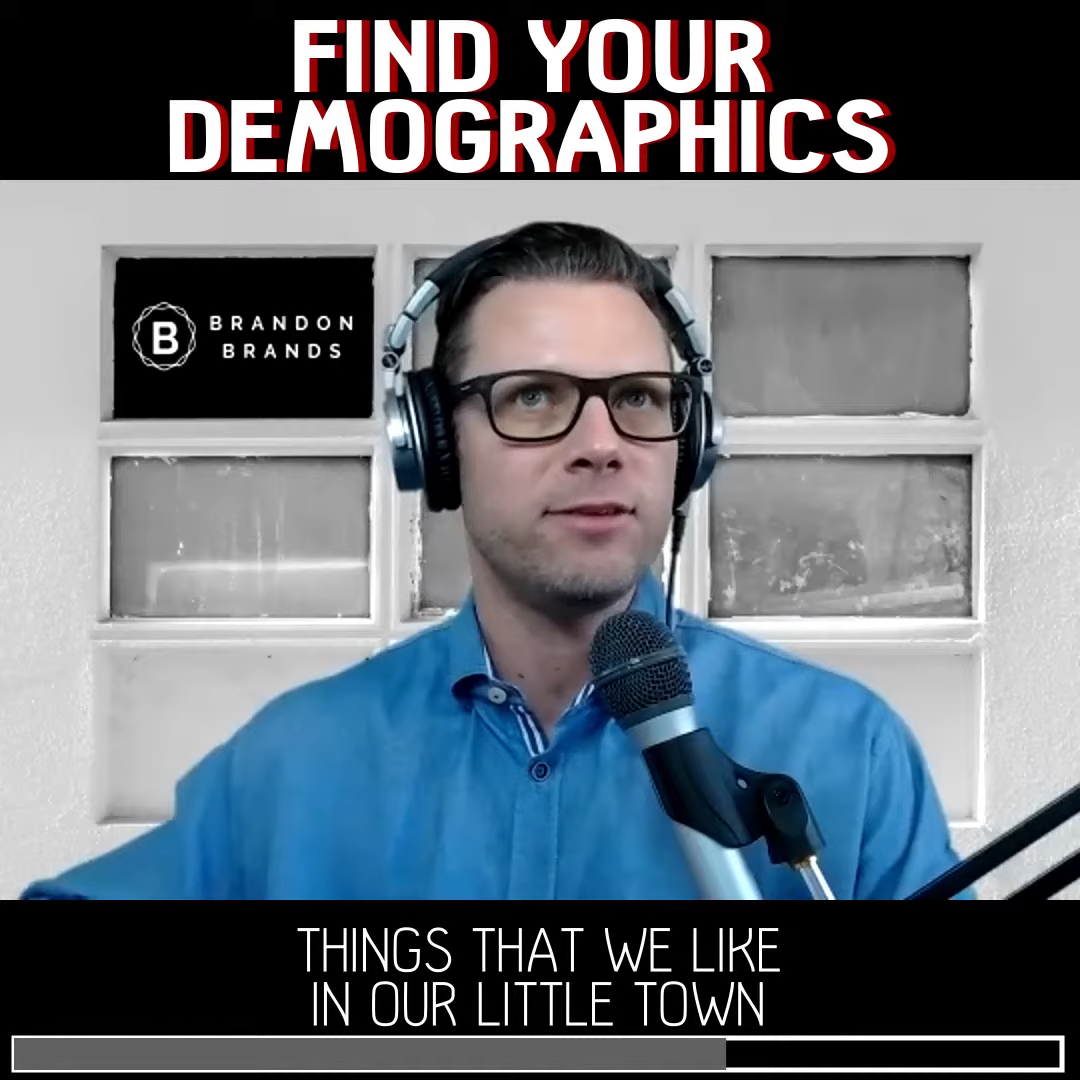 FIND YOUR
DEMOGRAPHICS
B
BRANDON
BRANDS
THINGS THAT WE LIKE
IN OUR LITTLE TOWN